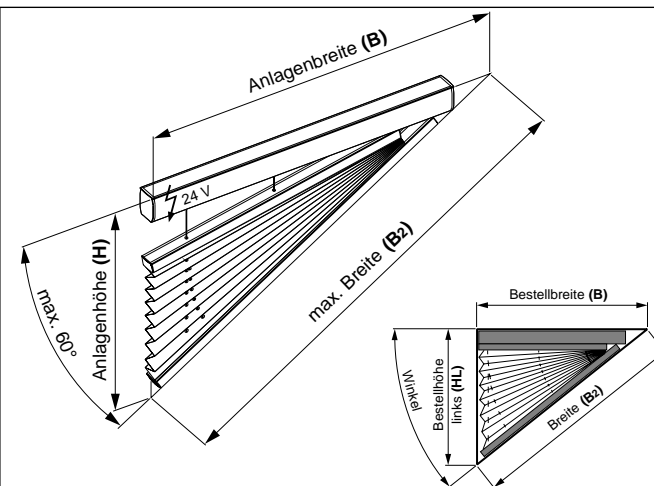 Anlagenbreite (B)
24 V
Anlagenhöhe (H)
max. 60°
max. Breite (B2)
Bestellbreite (B)
Winkel
Bestellhöhe
links (HL)
Breite (B2)